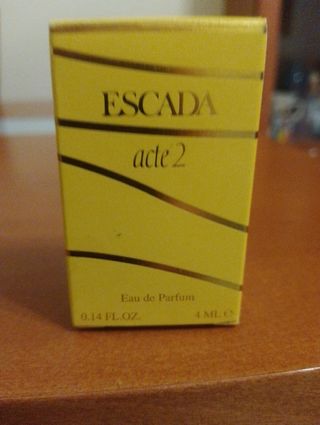 ESCADA
acte 2
Eau de Parfum
0.14 FL.OZ. 4 ML ℮